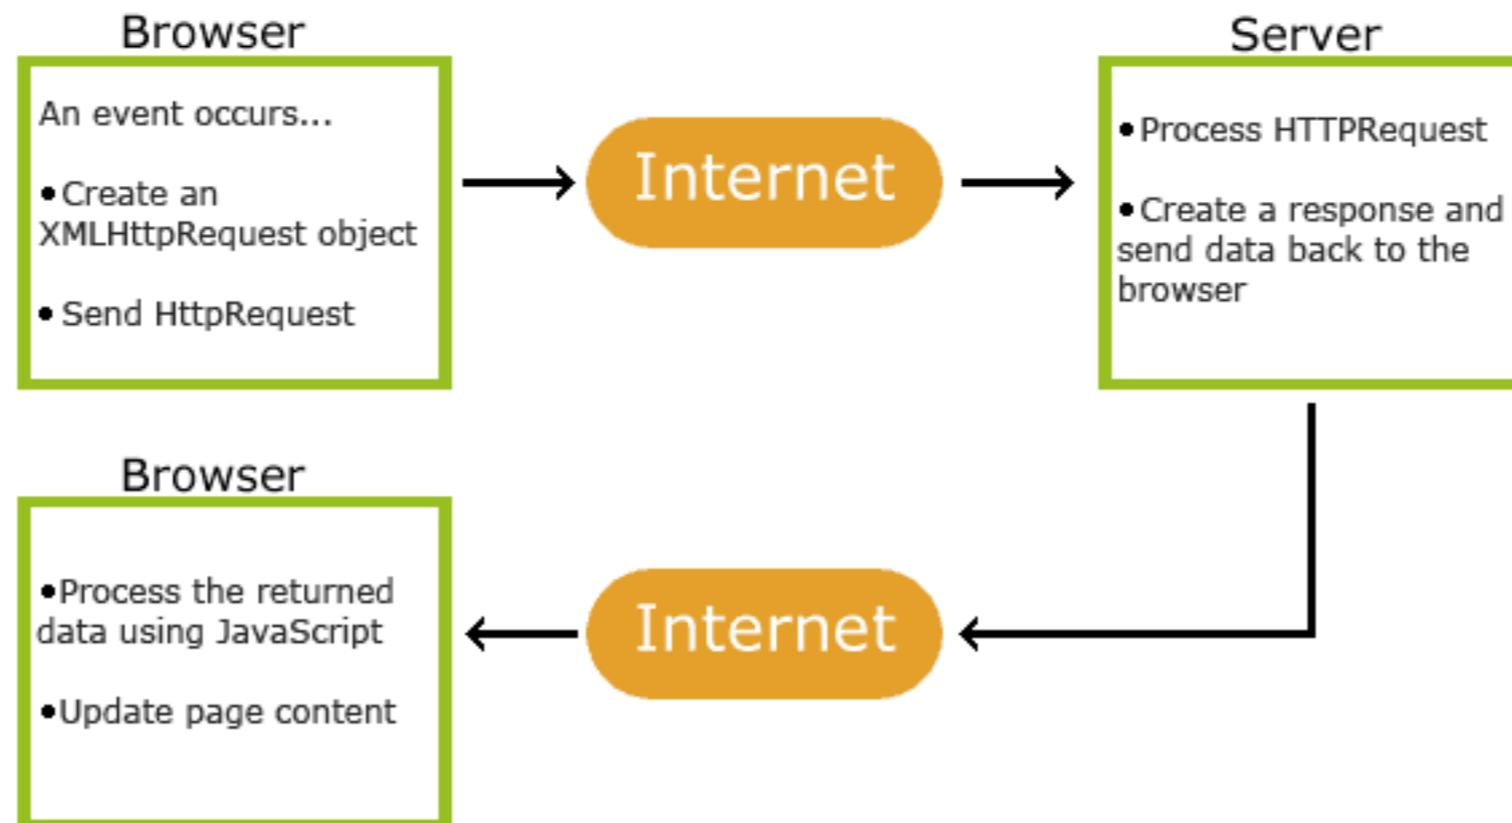 Browser
An event occurs...
•Create an
XMLHttpRequest object
• Send HttpRequest
Internet
Server
•Process HTTPRequest
•Create a response and
send data back to the
browser
Browser
•Process the returned
data using JavaScript
•Update page content
Internet